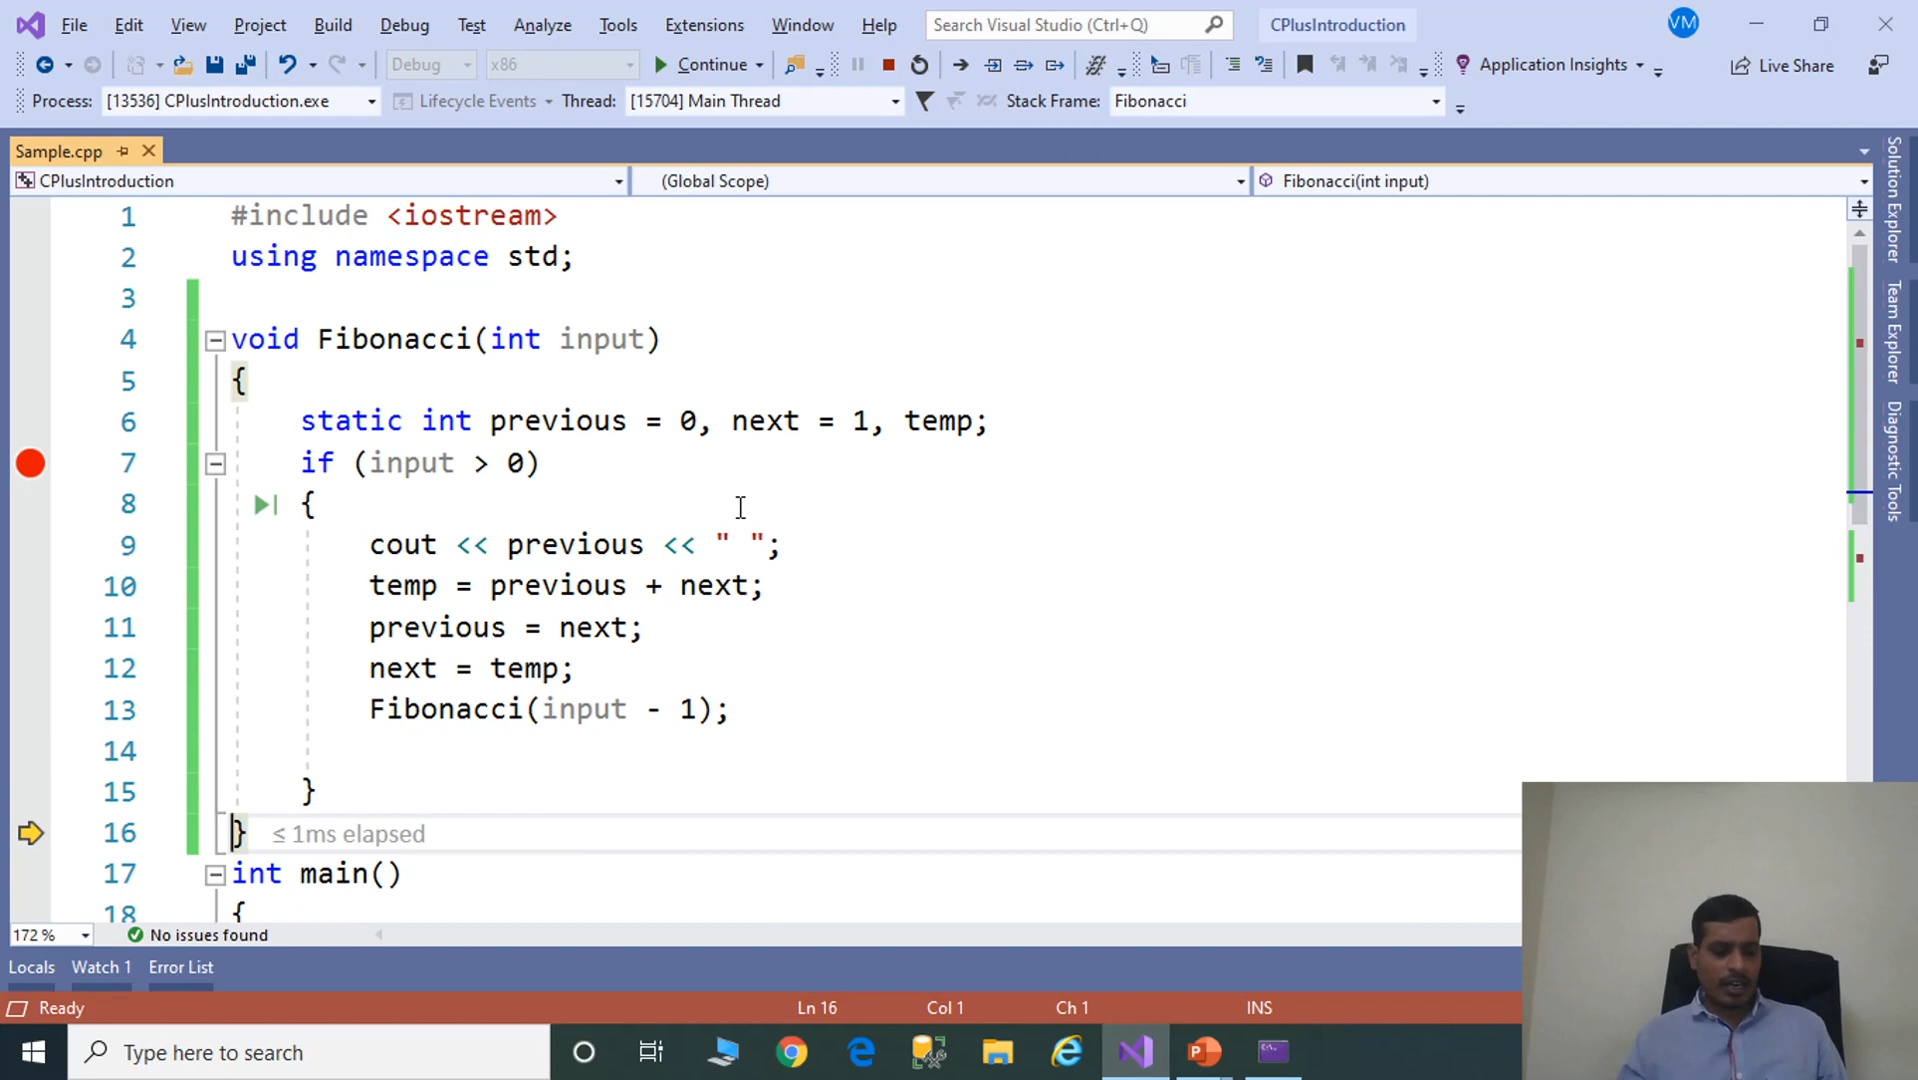 File Edit View Project Build Debug Test Analyze Tools Extensions Window Help Search Visual Studio (Ctrl+Q) CPlusIntroduction VM
Debug x86 Continue Application Insights Live Share
Process: [13536] CPlusIntroduction.exe Lifecycle Events Thread: [15704] Main Thread Stack Frame: Fibonacci
Sample.cpp
CPlusIntroduction (Global Scope) Fibonacci(int input)
1 #include <iostream>
2 using namespace std;
3
4 void Fibonacci(int input)
5 {
6 static int previous = 0, next = 1, temp;
7 if (input > 0)
8 {
9 cout << previous << " ";
10 temp = previous + next;
11 previous = next;
12 next = temp;
13 Fibonacci(input - 1);
14
15 }
16 } ≤ 1ms elapsed
17 int main()
18 {
172 % No issues found
Locals Watch 1 Error List
Ready Ln 16 Col 1 Ch 1 INS
Type here to search
Solution Explorer
Team Explorer
Diagnostic Tools